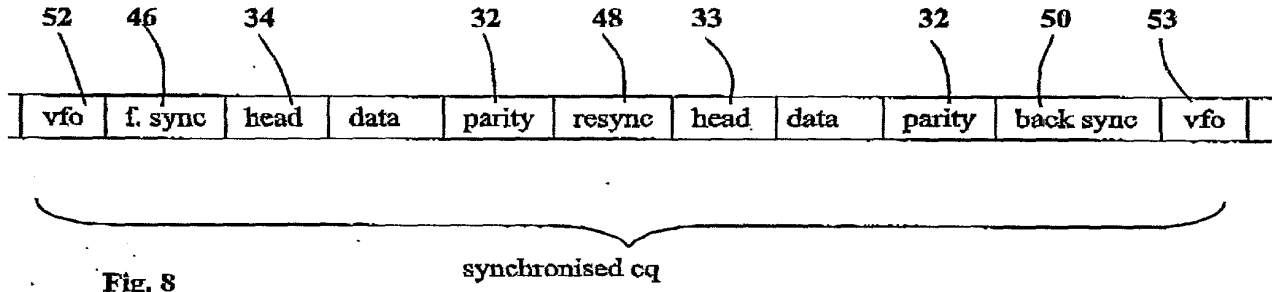 52 46 34 32 48 33 32 50 53
vfo f. sync head data parity resync head data parity back sync vfo
synchronised cq
Fig. 8